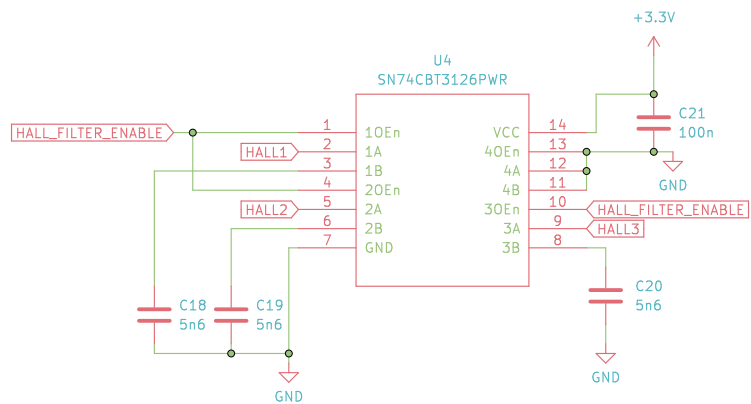 +3.3V
U4
SN74CBT3126PWR
C21
100n
HALL_FILTER_ENABLE
1 1OEn VCC 14
HALL1 2 1A 4OEn 13
3 1B 4A 12
GND
4 2OEn 4B 11
HALL2 5 2A 3OEn 10 HALL_FILTER_ENABLE
6 2B 3A 9 HALL3
7 GND 3B 8
C18
5n6
C19
5n6
C20
5n6
GND
GND